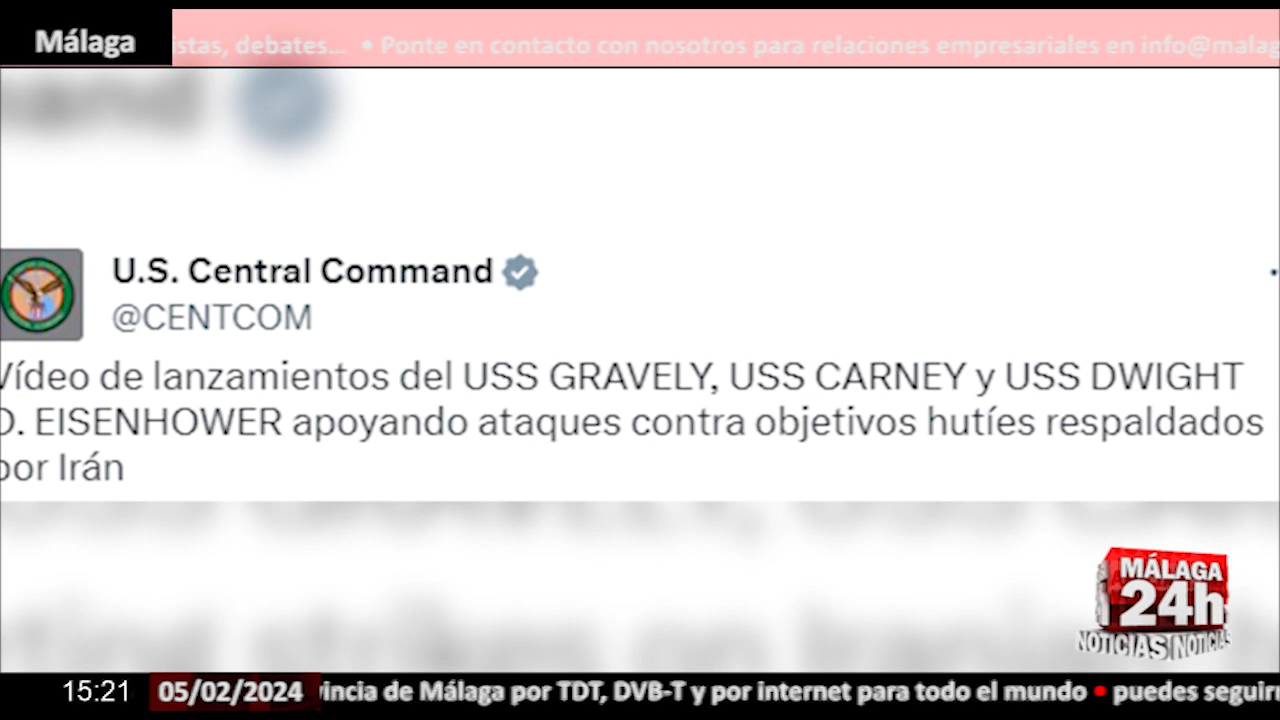 Málaga
istas, debates... • Ponte en contacto con nosotros para relaciones empresariales en info@malag
U.S. Central Command
@CENTCOM
Vídeo de lanzamientos del USS GRAVELY, USS CARNEY y USS DWIGHT
D. EISENHOWER apoyando ataques contra objetivos hutíes respaldados
por Irán
MÁLAGA
24h
NOTICIAS NOTICIAS
15:21 05/02/2024 vincia de Málaga por TDT, DVB-T y por internet para todo el mundo • puedes seguirn